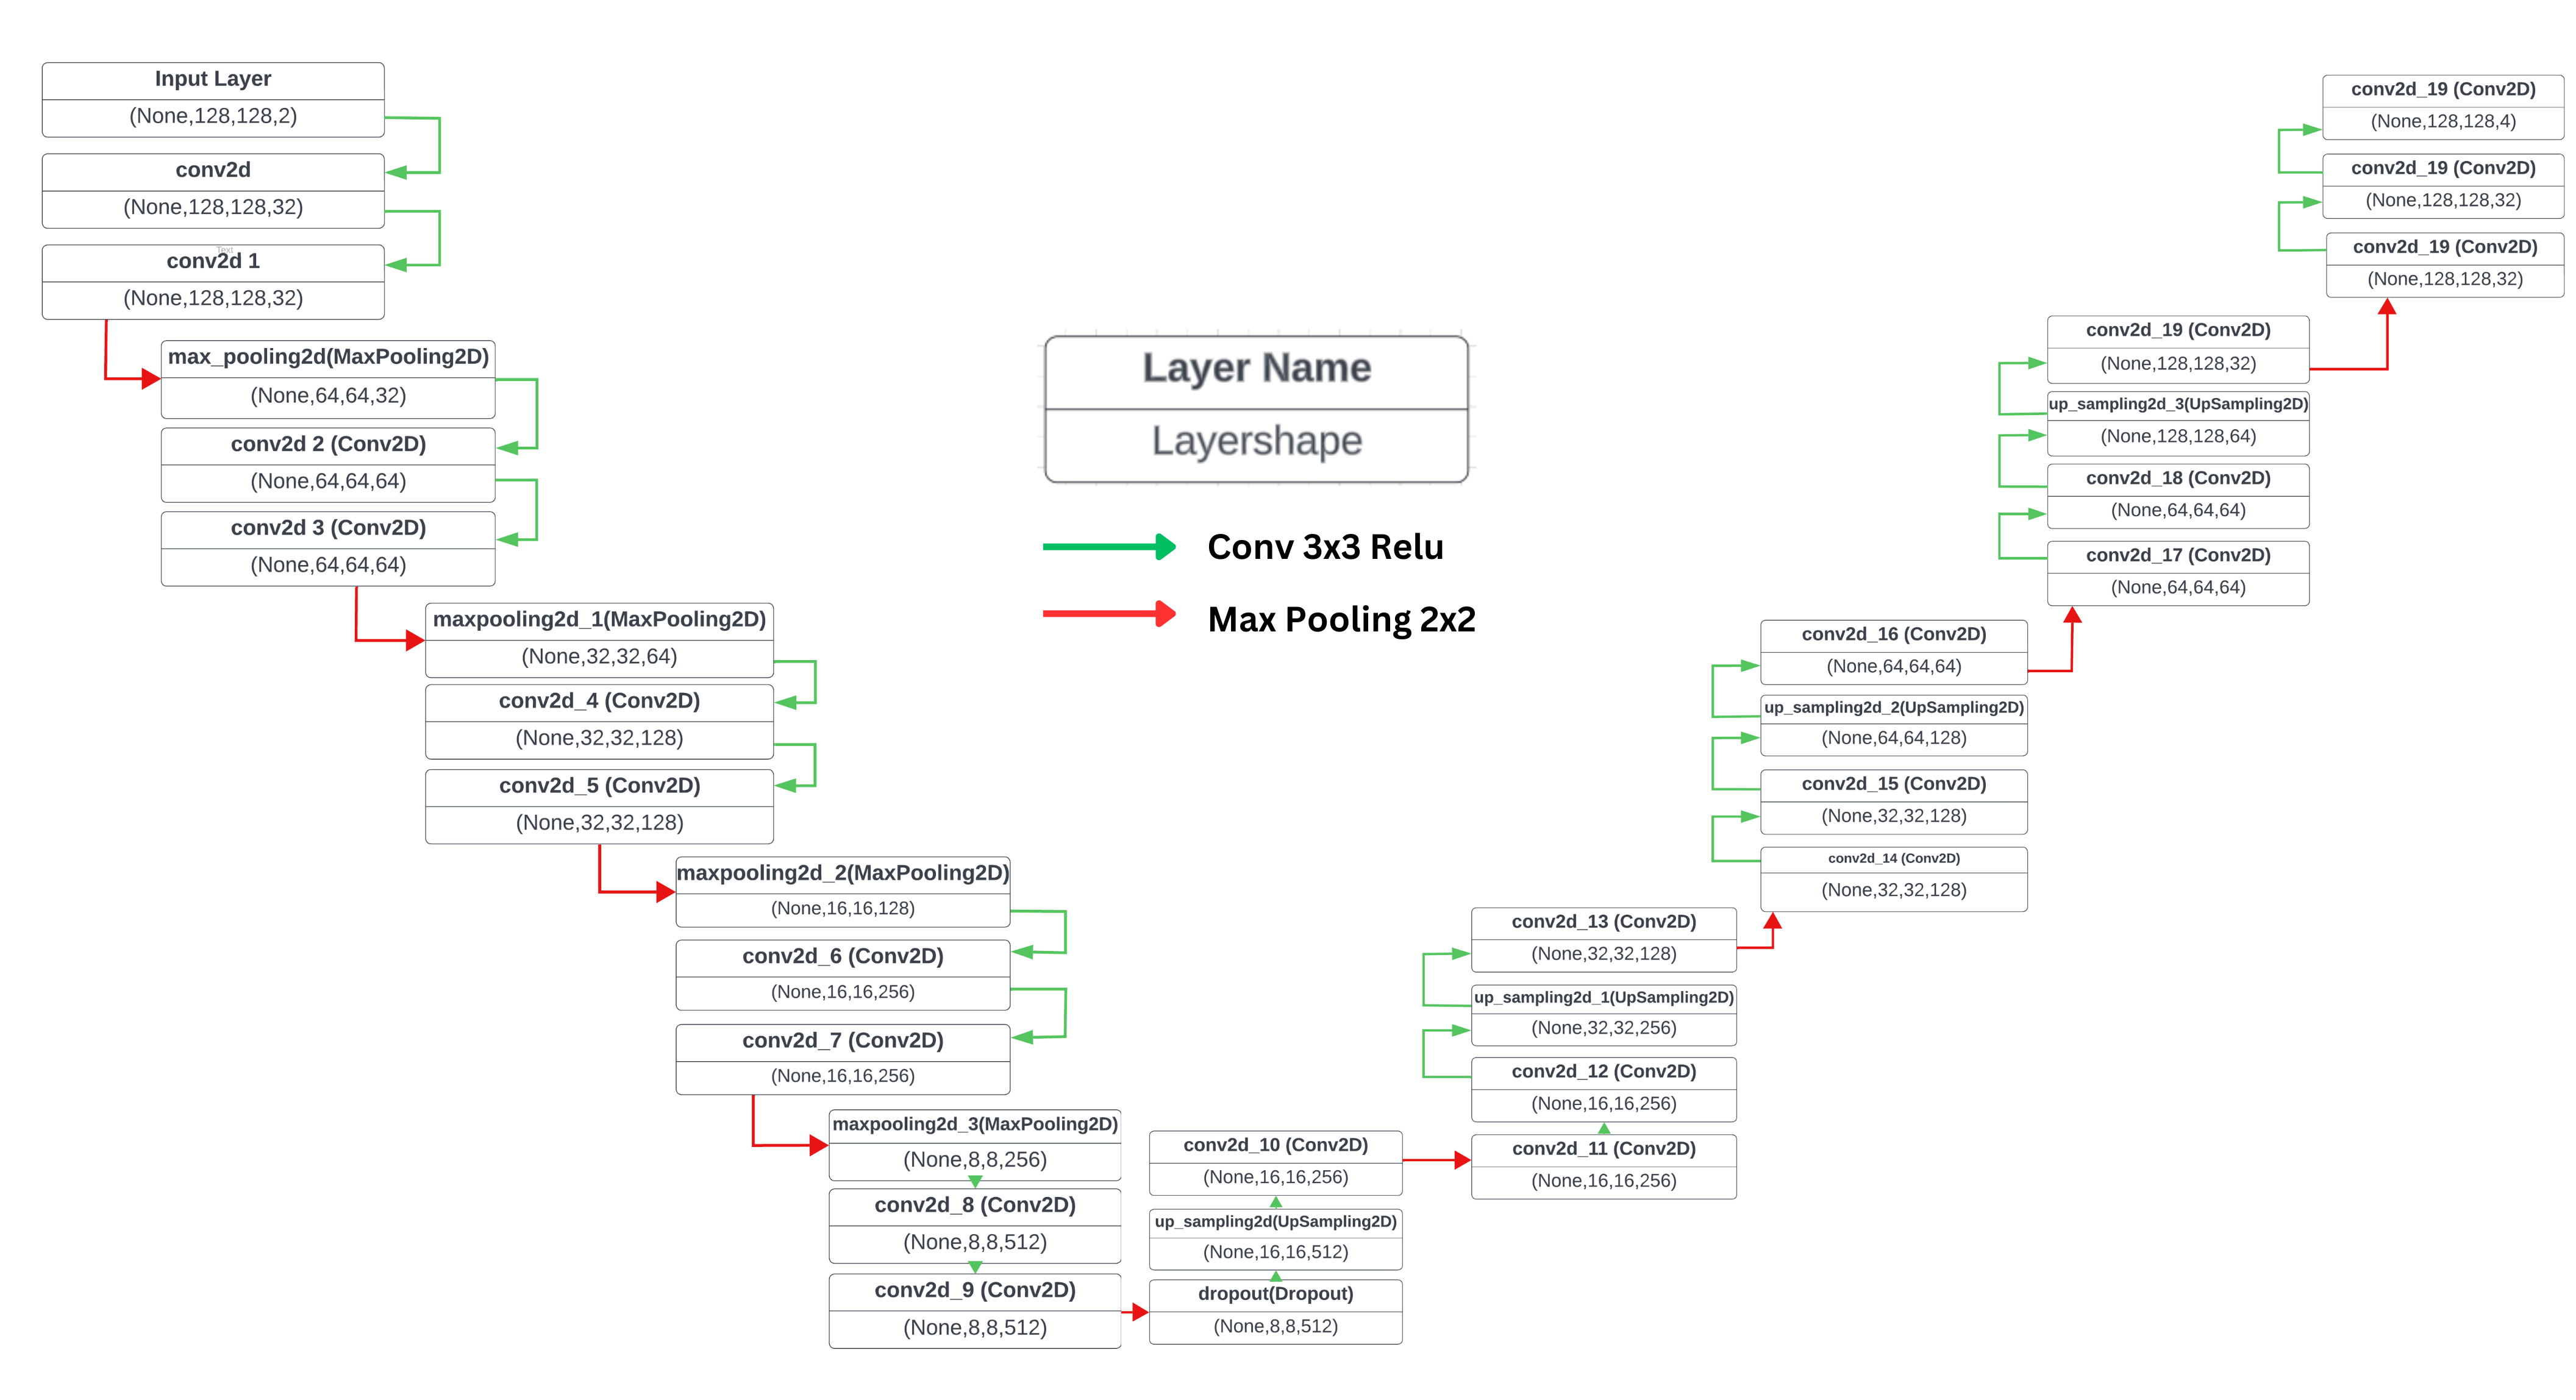 Input Layer
(None,128,128,2)
conv2d
(None,128,128,32)
Text
conv2d 1
(None,128,128,32)
max_pooling2d(MaxPooling2D)
(None,64,64,32)
conv2d 2 (Conv2D)
(None,64,64,64)
conv2d 3 (Conv2D)
(None,64,64,64)
maxpooling2d_1(MaxPooling2D)
(None,32,32,64)
conv2d_4 (Conv2D)
(None,32,32,128)
conv2d_5 (Conv2D)
(None,32,32,128)
maxpooling2d_2(MaxPooling2D)
(None,16,16,128)
conv2d_6 (Conv2D)
(None,16,16,256)
conv2d_7 (Conv2D)
(None,16,16,256)
maxpooling2d_3(MaxPooling2D)
(None,8,8,256)
conv2d_8 (Conv2D)
(None,8,8,512)
conv2d_9 (Conv2D)
(None,8,8,512)
Layer Name
Layershape
Conv 3x3 Relu
Max Pooling 2x2
conv2d_10 (Conv2D)
(None,16,16,256)
up_sampling2d(UpSampling2D)
(None,16,16,512)
dropout(Dropout)
(None,8,8,512)
conv2d_13 (Conv2D)
(None,32,32,128)
up_sampling2d_1(UpSampling2D)
(None,32,32,256)
conv2d_12 (Conv2D)
(None,16,16,256)
conv2d_11 (Conv2D)
(None,16,16,256)
conv2d_16 (Conv2D)
(None,64,64,64)
up_sampling2d_2(UpSampling2D)
(None,64,64,128)
conv2d_15 (Conv2D)
(None,32,32,128)
conv2d_14 (Conv2D)
(None,32,32,128)
conv2d_19 (Conv2D)
(None,128,128,32)
up_sampling2d_3(UpSampling2D)
(None,128,128,64)
conv2d_18 (Conv2D)
(None,64,64,64)
conv2d_17 (Conv2D)
(None,64,64,64)
conv2d_19 (Conv2D)
(None,128,128,4)
conv2d_19 (Conv2D)
(None,128,128,32)
conv2d_19 (Conv2D)
(None,128,128,32)